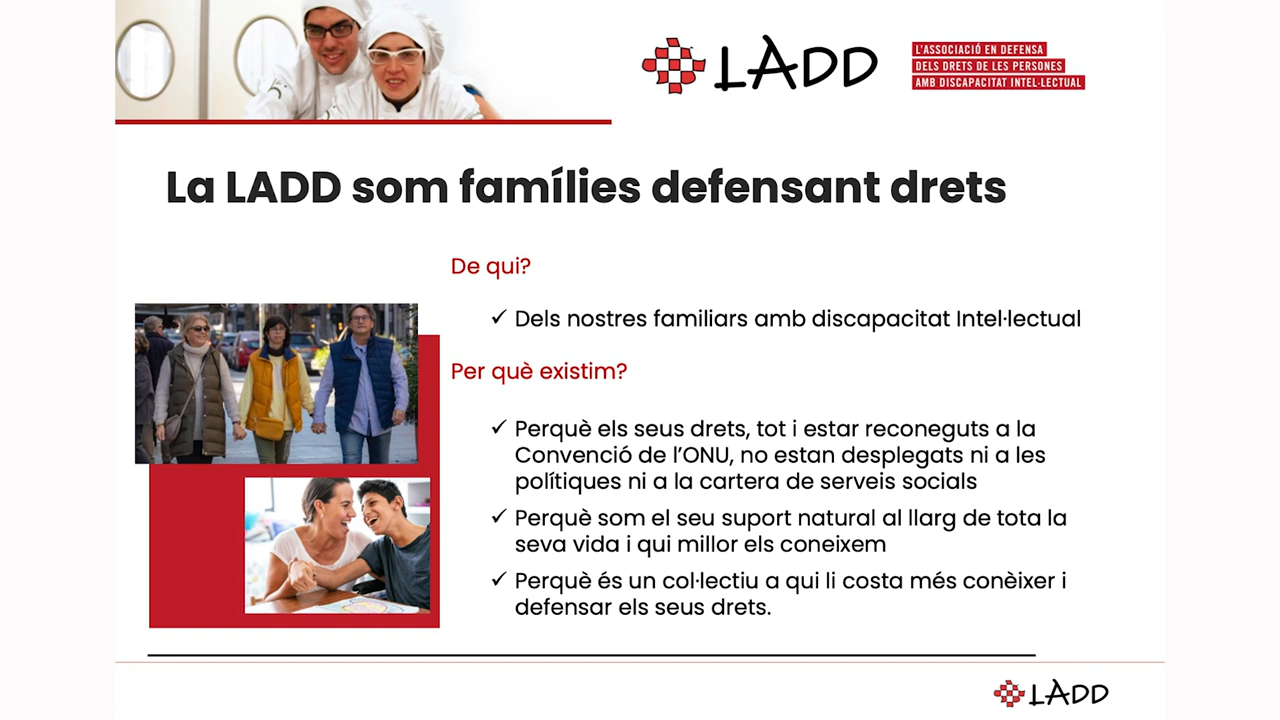 LADD
L'ASSOCIACIÓ EN DEFENSA
DELS DRETS DE LES PERSONES
AMB DISCAPACITAT INTEL·LECTUAL
La LADD som famílies defensant drets
De qui?
✓ Dels nostres familiars amb discapacitat Intel·lectual
Per què existim?
✓ Perquè els seus drets, tot i estar reconeguts a la
Convenció de l'ONU, no estan desplegats ni a les
polítiques ni a la cartera de serveis socials
✓ Perquè som el seu suport natural al llarg de tota la
seva vida i qui millor els coneixem
✓ Perquè és un col·lectiu a qui li costa més conèixer i
defensar els seus drets.
LADD